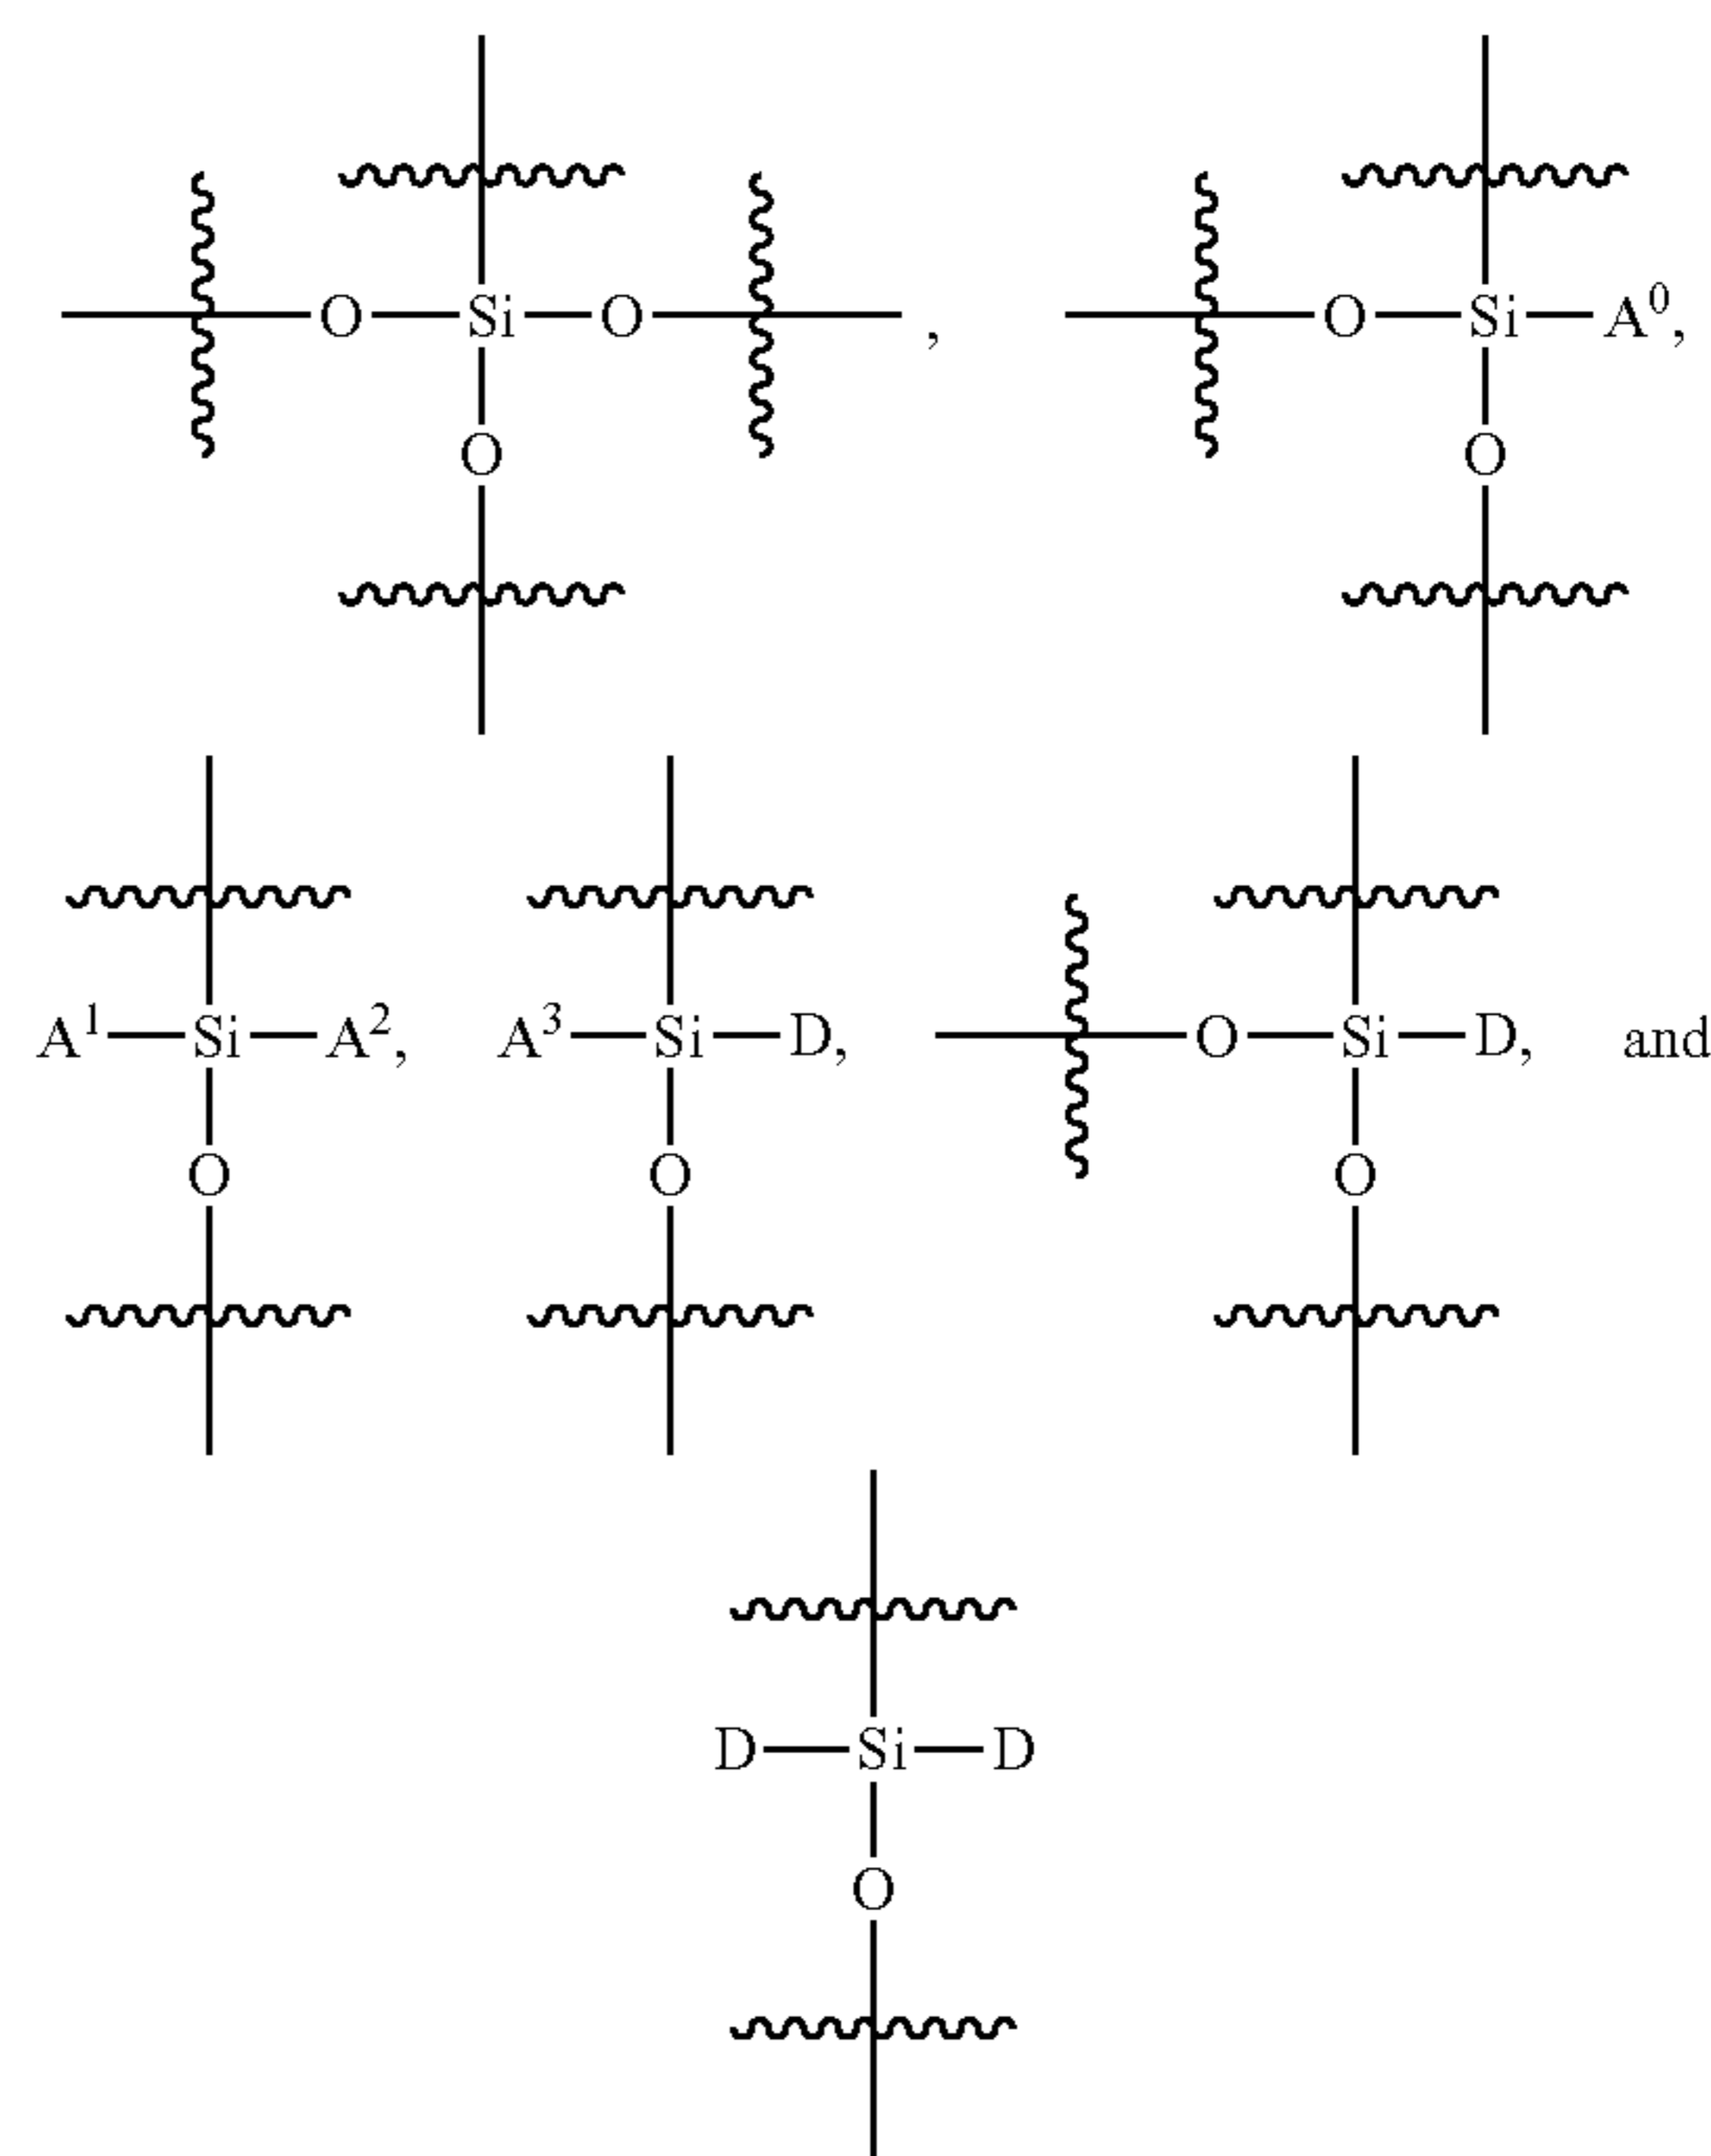 O Si O , O Si A⁰,
O O
A¹ Si A², A³ Si D, O Si D, and
O O O
D Si D
O